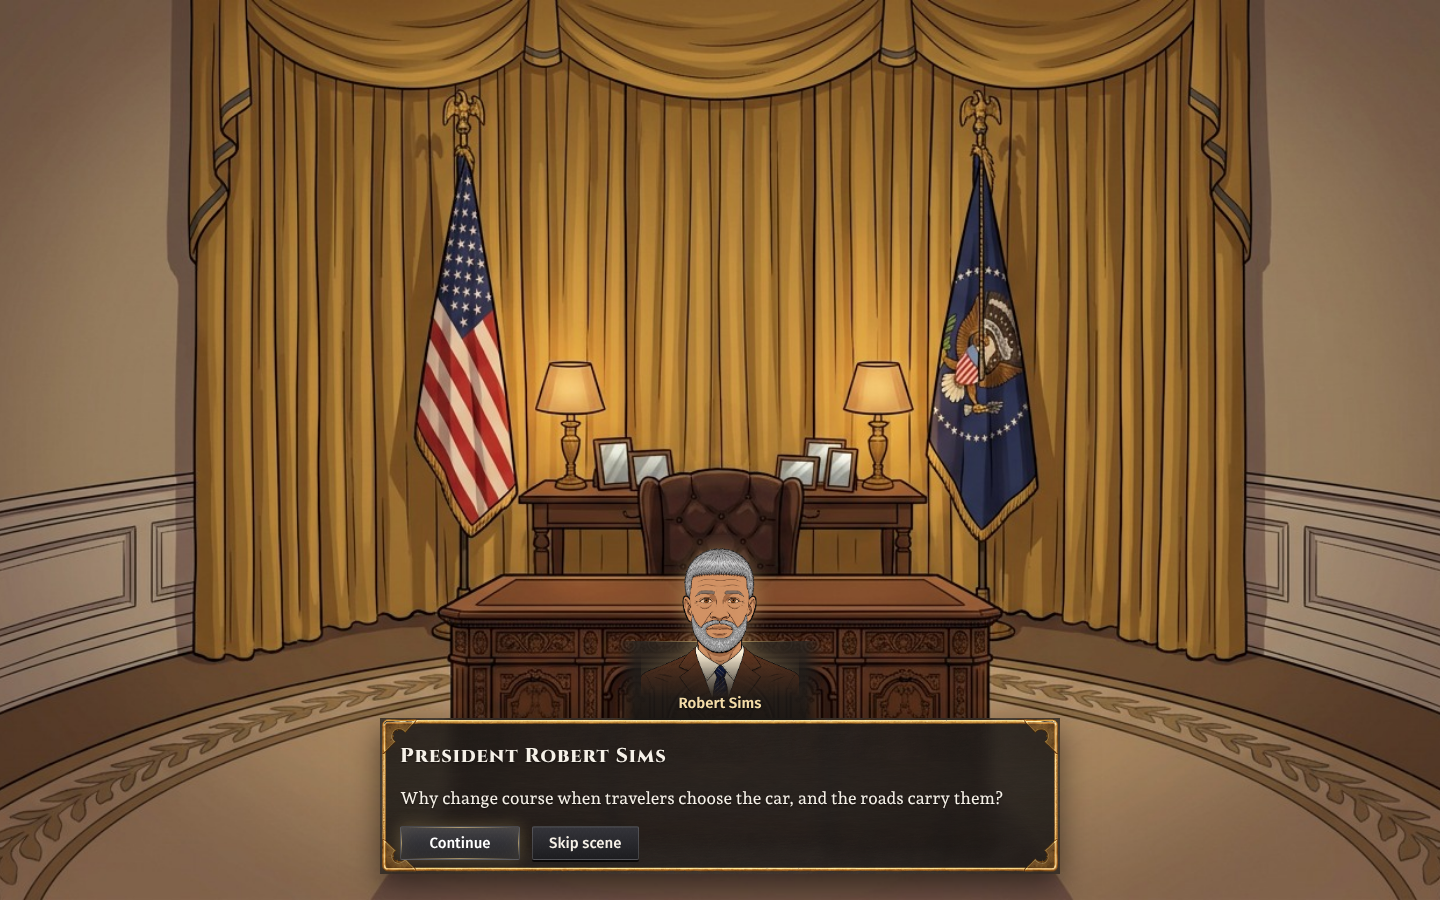 Robert Sims
President Robert Sims
Why change course when travelers choose the car, and the roads carry them?
Continue
Skip scene